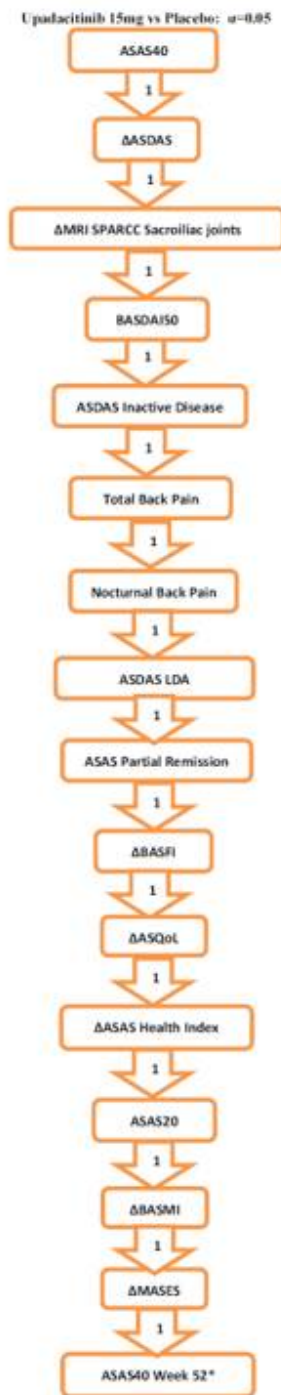 Upadacitinib 15mg vs Placebo: α=0.05
ASAS40
1
ΔASDAS
1
ΔMRI SPARCC Sacroiliac joints
1
BASDAI50
1
ASDAS Inactive Disease
1
Total Back Pain
1
Nocturnal Back Pain
1
ASDAS LDA
1
ASAS Partial Remission
1
ΔBASFI
1
ΔASQoL
1
ΔASAS Health Index
1
ASAS20
1
ΔBASMI
1
ΔMASES
1
ASAS40 Week 52*